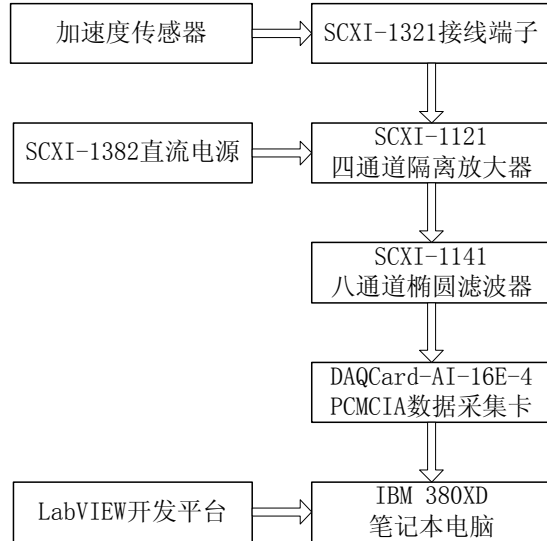 加速度传感器
SCXI-1321接线端子
SCXI-1382直流电源
SCXI-1121
四通道隔离放大器
SCXI-1141
八通道椭圆滤波器
DAQCard-AI-16E-4
PCMCIA数据采集卡
LabVIEW开发平台
IBM 380XD
笔记本电脑